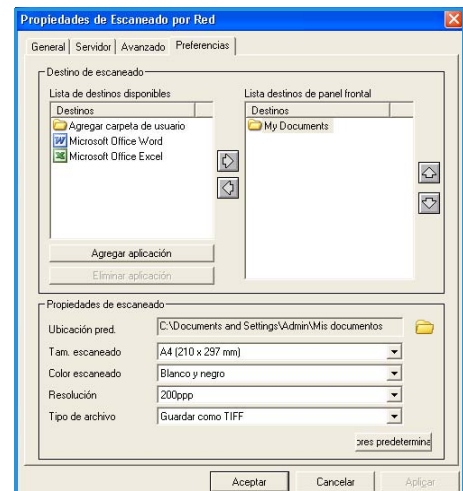 Propiedades de Escaneado por Red
General Servidor Avanzado Preferencias
Destino de escaneado
Lista de destinos disponibles
Destinos
Agregar carpeta de usuario
Microsoft Office Word
Microsoft Office Excel
Agregar aplicación
Eliminar aplicación
Lista destinos de panel frontal
Destinos
My Documents
Propiedades de escaneado
Ubicación pred. C:\Documents and Settings\Admin\Mis documentos
Tam. escaneado A4 (210 x 297 mm)
Color escaneado Blanco y negro
Resolución 200ppp
Tipo de archivo Guardar como TIFF
ores predetermina
Aceptar Cancelar Aplicar